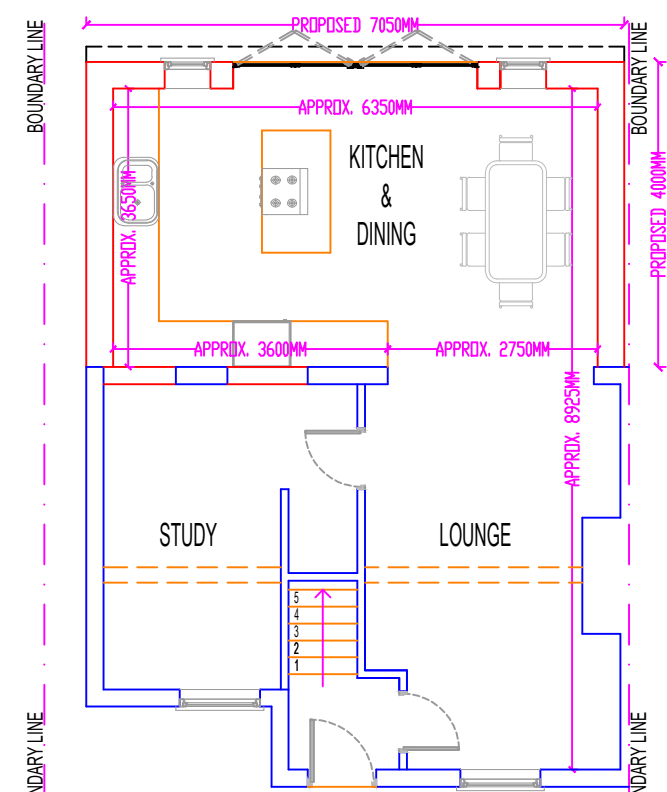 PROPOSED 7050MM
BOUNDARY LINE
BOUNDARY LINE
APPROX. 6350MM
KITCHEN
&
DINING
APPROX. 3650MM
PROPOSED 4000MM
APPROX. 3600MM
APPROX. 2750MM
APPROX. 8925MM
STUDY
LOUNGE
5
4
3
2
1
NDARY LINE
NDARY LINE